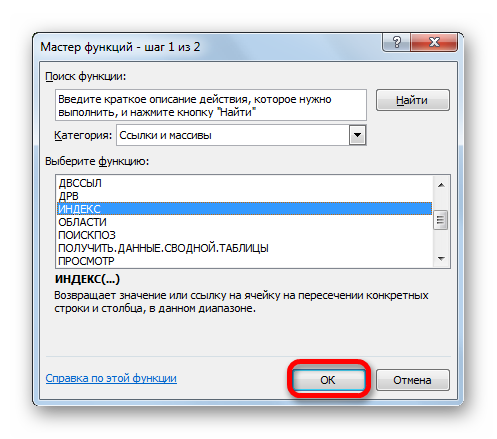 Мастер функций - шаг 1 из 2
?
Поиск функции:
Введите краткое описание действия, которое нужно
выполнить, и нажмите кнопку "Найти"
Найти
Категория: Ссылки и массивы
Выберите функцию:
ДВССЫЛ
ДРВ
ИНДЕКС
ОБЛАСТИ
ПОИСКПОЗ
ПОЛУЧИТЬ.ДАННЫЕ.СВОДНОЙ.ТАБЛИЦЫ
ПРОСМОТР
ИНДЕКС(...)
Возвращает значение или ссылку на ячейку на пересечении конкретных
строки и столбца, в данном диапазоне.
Справка по этой функции
ОК
Отмена